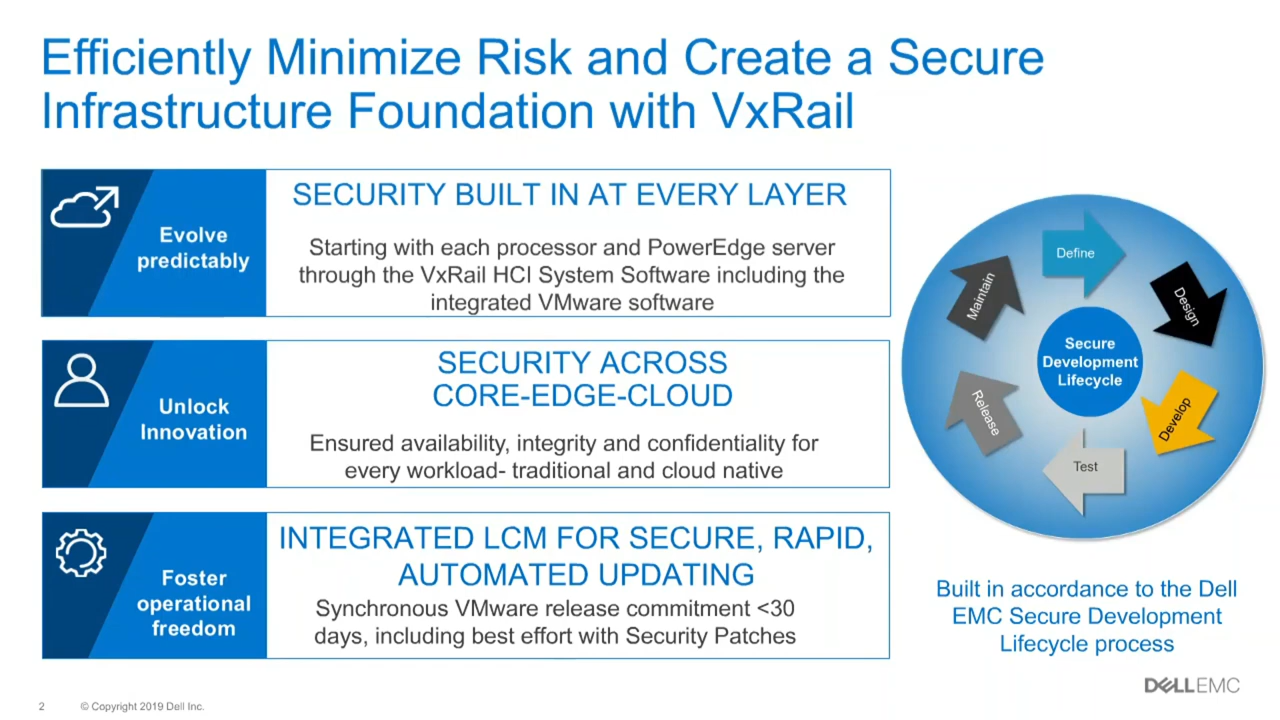 Efficiently Minimize Risk and Create a Secure
Infrastructure Foundation with VxRail
Evolve
predictably
SECURITY BUILT IN AT EVERY LAYER
Starting with each processor and PowerEdge server
through the VxRail HCI System Software including the
integrated VMware software
Unlock
Innovation
SECURITY ACROSS
CORE-EDGE-CLOUD
Ensured availability, integrity and confidentiality for
every workload- traditional and cloud native
Foster
operational
freedom
INTEGRATED LCM FOR SECURE, RAPID,
AUTOMATED UPDATING
Synchronous VMware release commitment <30
days, including best effort with Security Patches
Define
Design
Develop
Test
Release
Maintain
Secure
Development
Lifecycle
Built in accordance to the Dell
EMC Secure Development
Lifecycle process
DELLEMC
2
© Copyright 2019 Dell Inc.